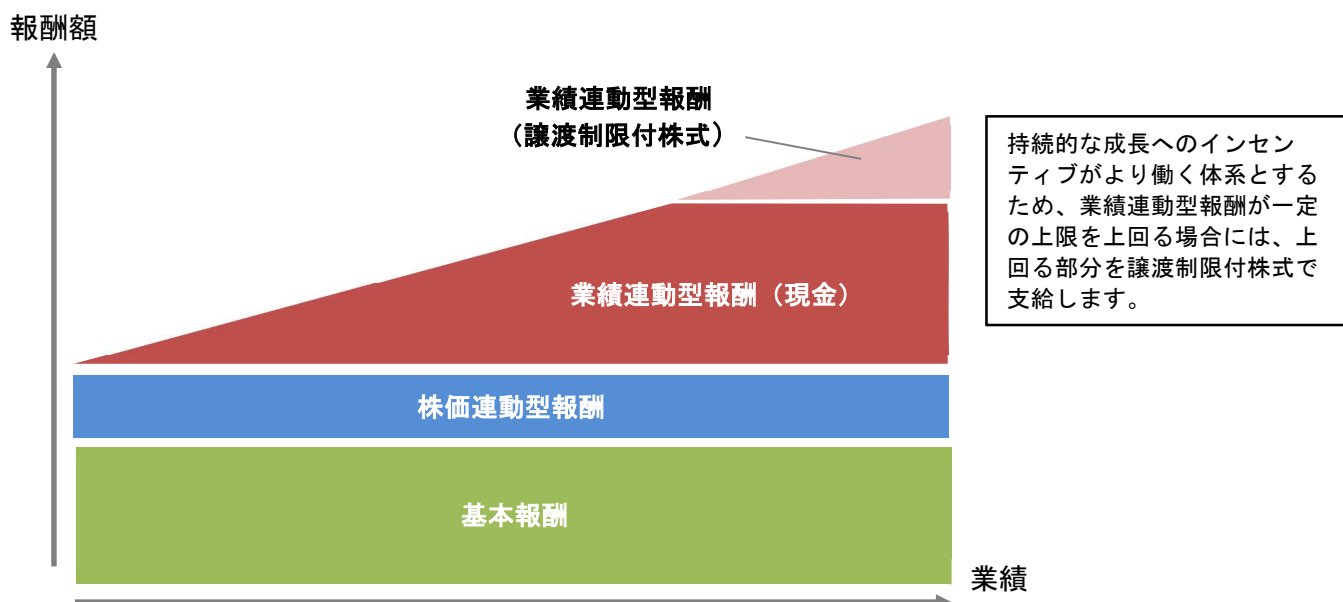 報酬額
業績連動型報酬
（譲渡制限付株式）
持続的な成長へのインセン
ティブがより働く体系とする
ため、業績連動型報酬が一定
の上限を上回る場合には、上
回る部分を譲渡制限付株式で
支給します。
業績連動型報酬（現金）
株価連動型報酬
基本報酬
業績